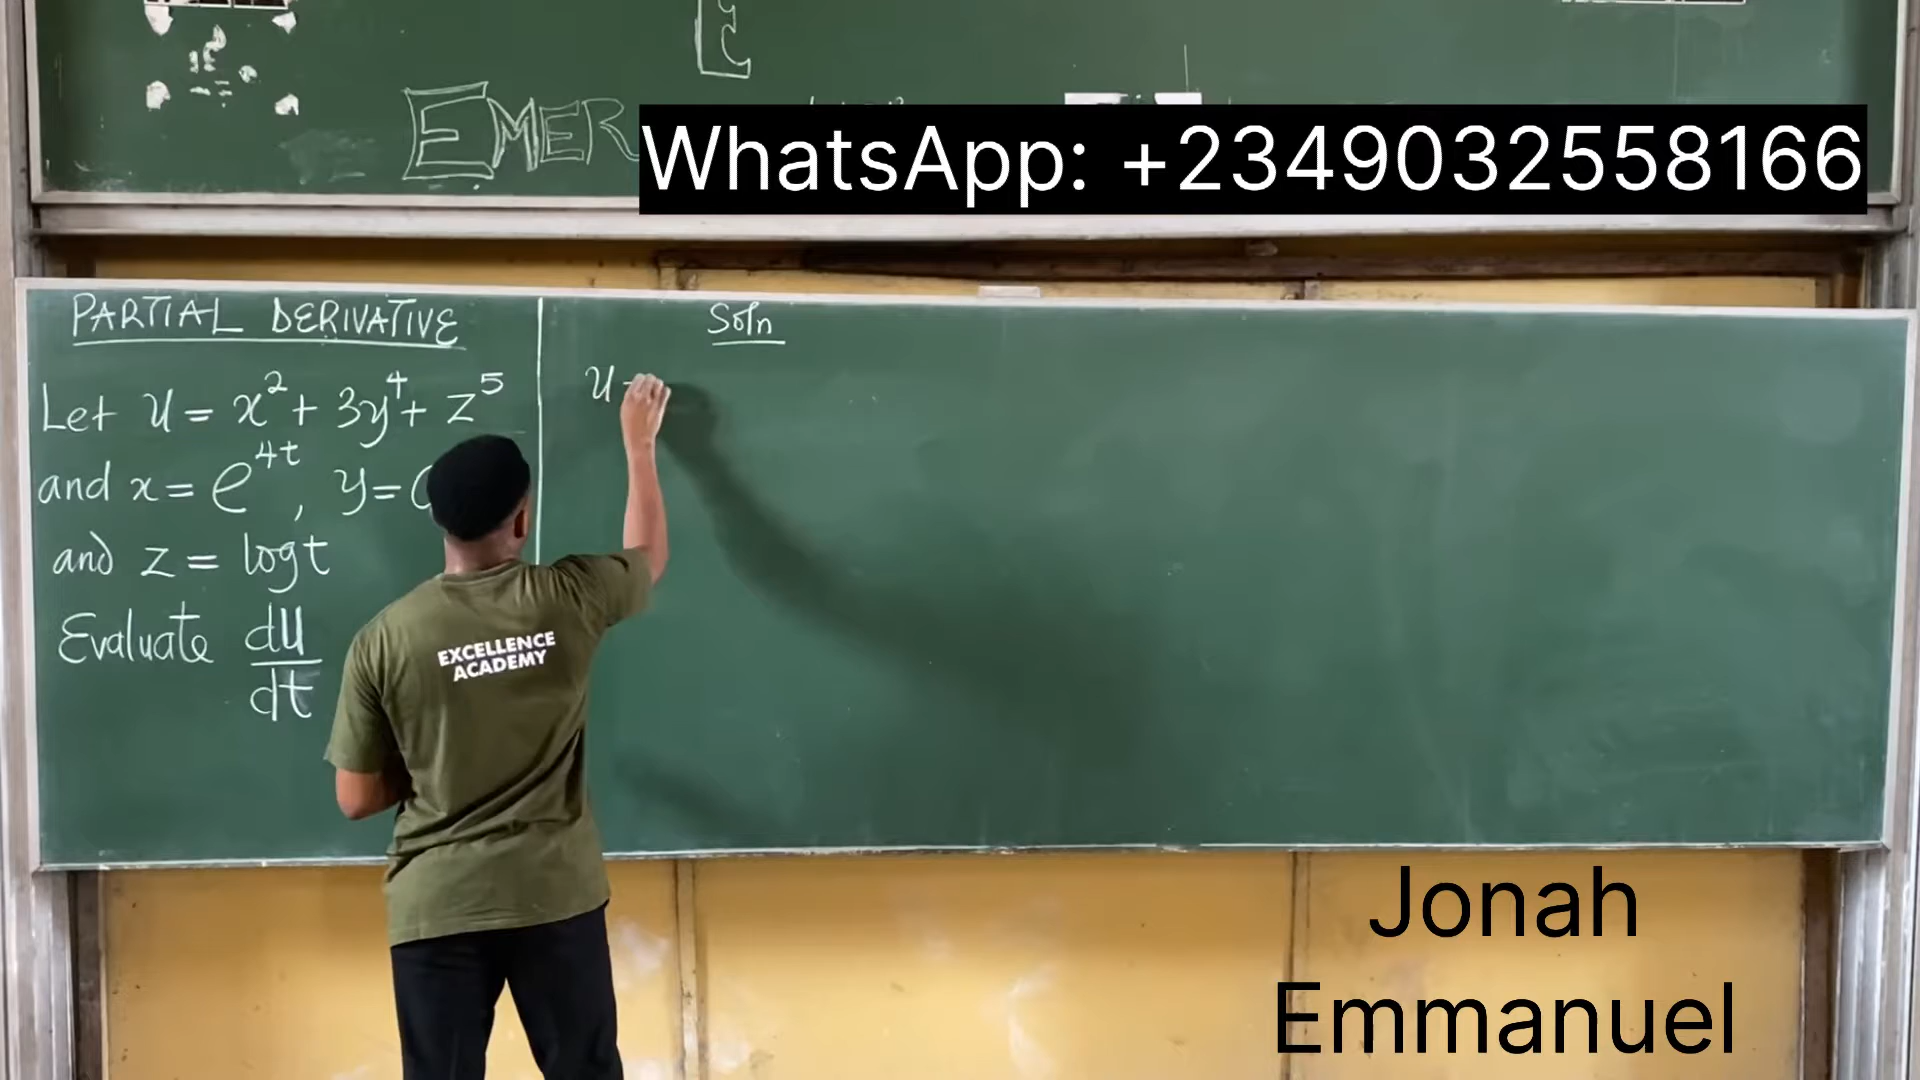 EMER
WhatsApp: +2349032558166
PARTIAL DERIVATIVE
Let u = x² + 3y⁴ + z⁵
and x = e⁴ᵗ, y =
and z = log t
Evaluate du/dt
Soln
u
EXCELLENCE
ACADEMY
Jonah
Emmanuel